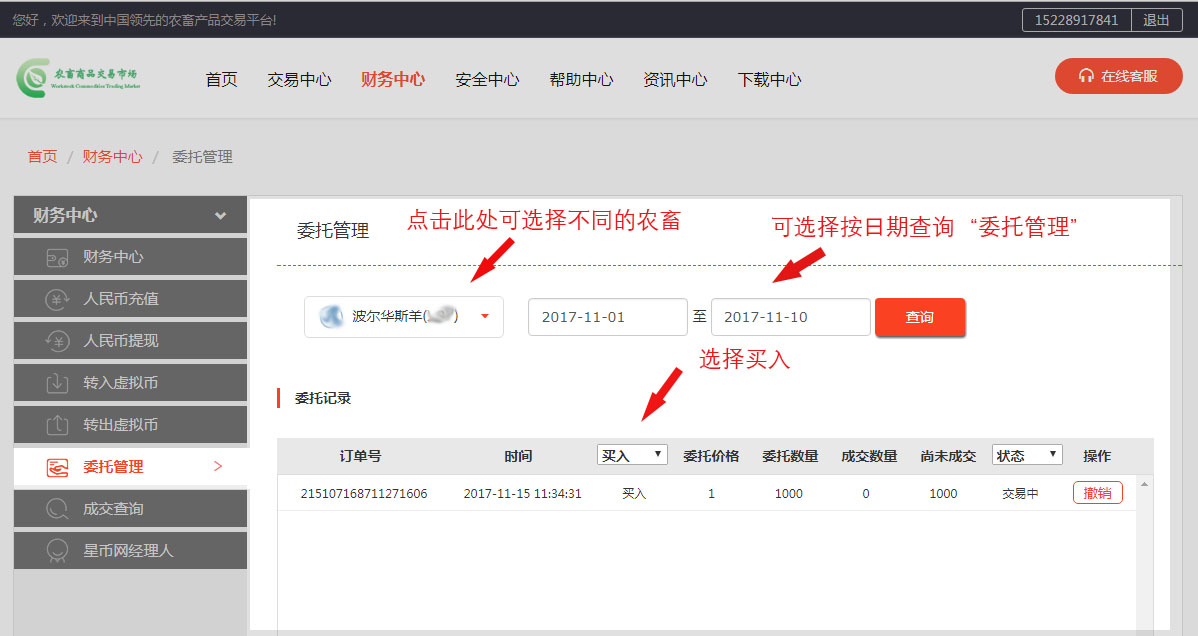 您好，欢迎来到中国领先的农畜产品交易平台!
15228917841 退出
农畜商品交易市场
首页 交易中心 财务中心 安全中心 帮助中心 资讯中心 下载中心
在线客服
首页 / 财务中心 / 委托管理
财务中心
财务中心
人民币充值
人民币提现
转入虚拟币
转出虚拟币
委托管理 >
成交查询
星币网经理人
委托管理
点击此处可选择不同的农畜
可选择按日期查询 “委托管理”
波尔华斯羊( )
2017-11-01 至 2017-11-10 查询
选择买入
委托记录
订单号 时间 买入 委托价格 委托数量 成交数量 尚未成交 状态 操作
215107168711271606 2017-11-15 11:34:31 买入 1 1000 0 1000 交易中 撤销